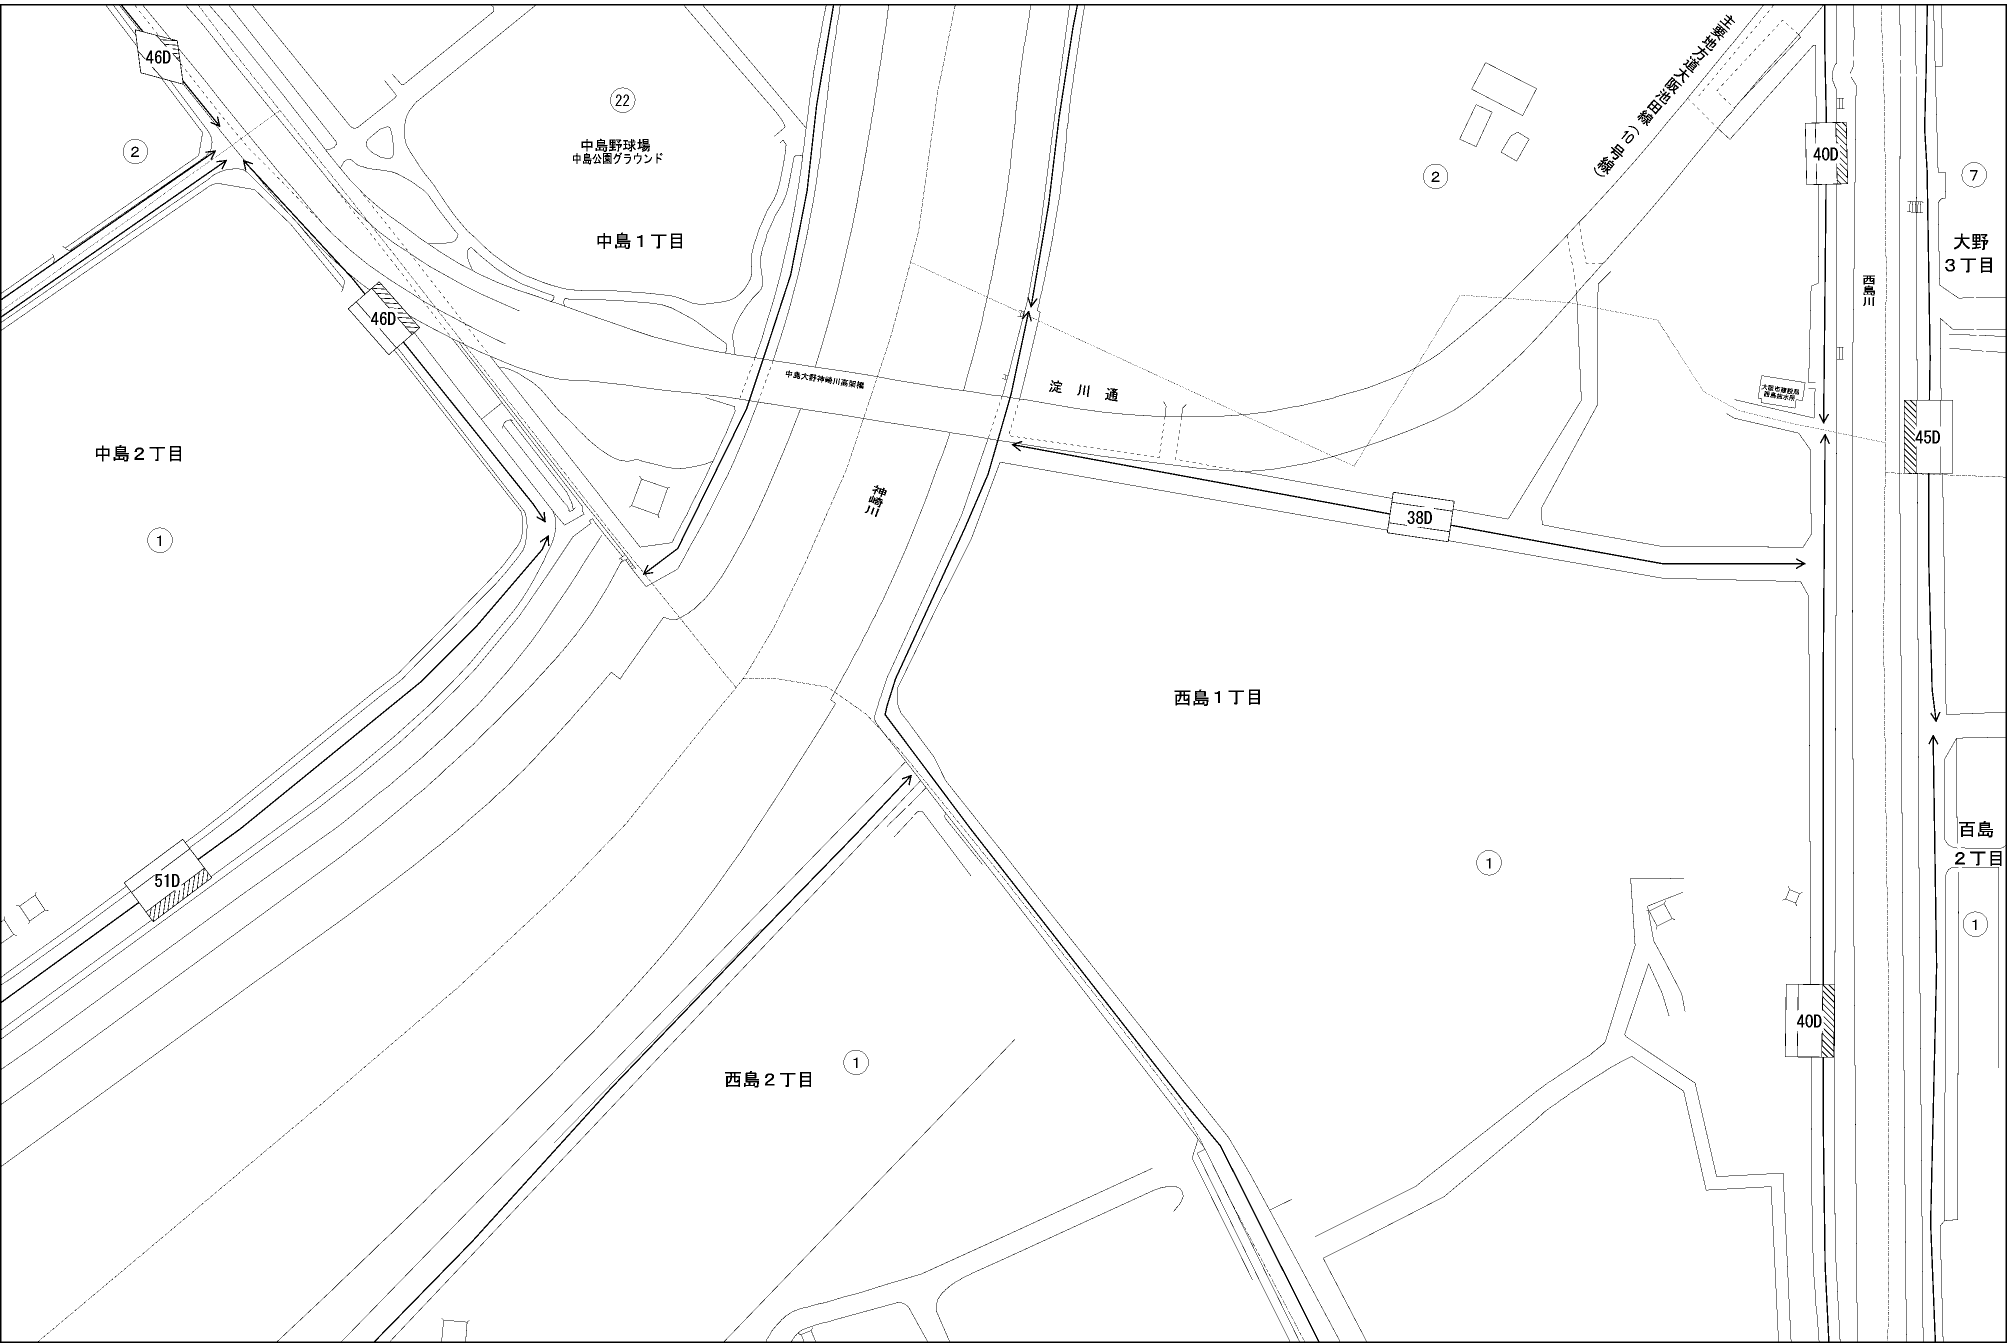 46D
22
2
中島野球場
中島公園グラウンド
中島１丁目
主要地方道大阪池田線（10号線）
2
40D
7
大野
３丁目
西島川
46D
中島大野神崎川高架橋
淀川通
大阪市建設局
西島抽水所
45D
中島２丁目
神崎川
1
38D
西島１丁目
百島
２丁目
1
51D
1
40D
西島２丁目
1